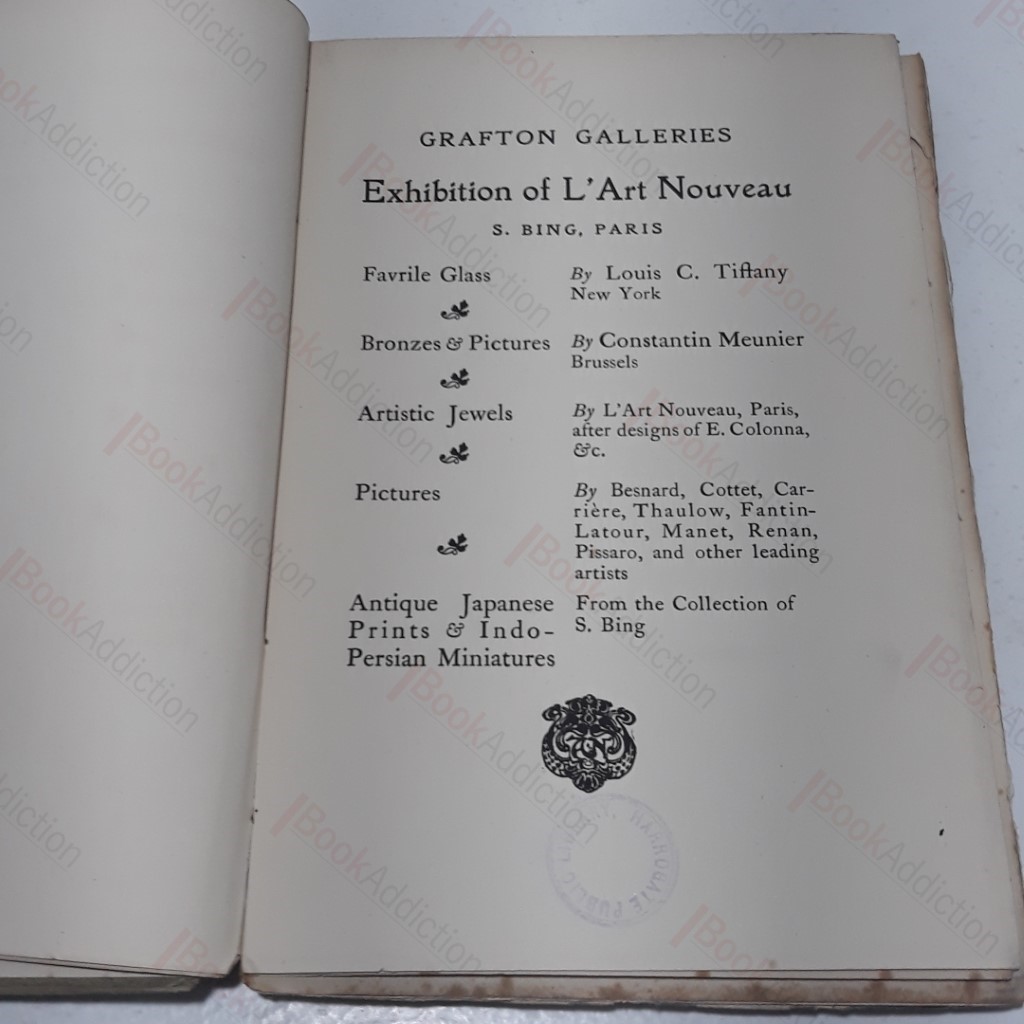 GRAFTON GALLERIES
Exhibition of L'Art Nouveau
S. BING, PARIS
Favrile Glass
By Louis C. Tiffany
New York
Bronzes & Pictures
By Constantin Meunier
Brussels
Artistic Jewels
By L'Art Nouveau, Paris,
after designs of E. Colonna,
&c.
Pictures
By Besnard, Cottet, Car-
rière, Thaulow, Fantin-
Latour, Manet, Renan,
Pissaro, and other leading
artists
Antique Japanese
Prints & Indo-
Persian Miniatures
From the Collection of
S. Bing
HARROGATE PUBLIC
BookAddiction